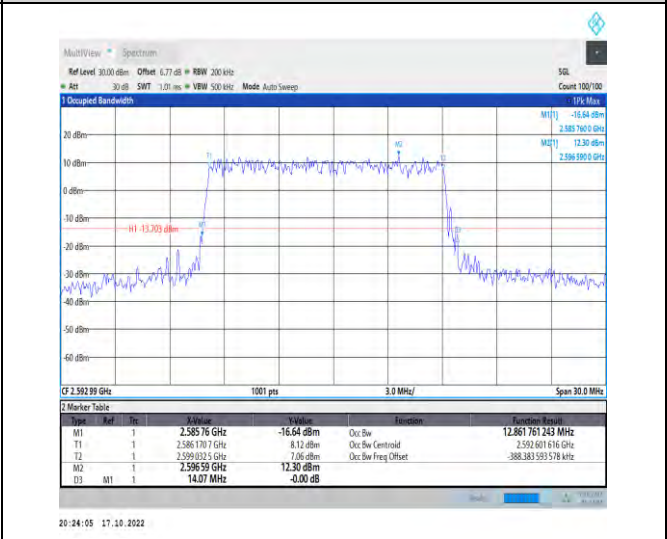 MultiView Spectrum
Ref Level 30.00 dBm Offset 6.77 dB RBW 200 kHz SGL
Att 30 dB SWT 1.01 ms VBW 500 kHz Mode Auto Sweep Count 100/100
1 Occupied Bandwidth 1Pk Max
M1[1] -16.64 dBm
2.585 760 0 GHz
M2[1] 12.30 dBm
2.596 590 0 GHz
20 dBm
M2
T1
10 dBm
0 dBm
-10 dBm
H1 -13.703 dBm
M1
-20 dBm
-30 dBm
-40 dBm
-50 dBm
-60 dBm
CF 2.592 99 GHz 1001 pts 3.0 MHz/ Span 30.0 MHz
2 Marker Table
Type Ref Trc X-Value Y-Value Function Function Result
M1 1 2.585 76 GHz -16.64 dBm Occ Bw 12.861 761 243 MHz
T1 1 2.586 170 7 GHz 8.12 dBm Occ Bw Centroid 2.592 601 616 GHz
T2 1 2.599 032 5 GHz 7.06 dBm Occ Bw Freq Offset -388.383 593 578 kHz
M2 1 2.596 59 GHz 12.30 dBm
D3 M1 1 14.07 MHz -0.00 dB
20:24:05 17.10.2022